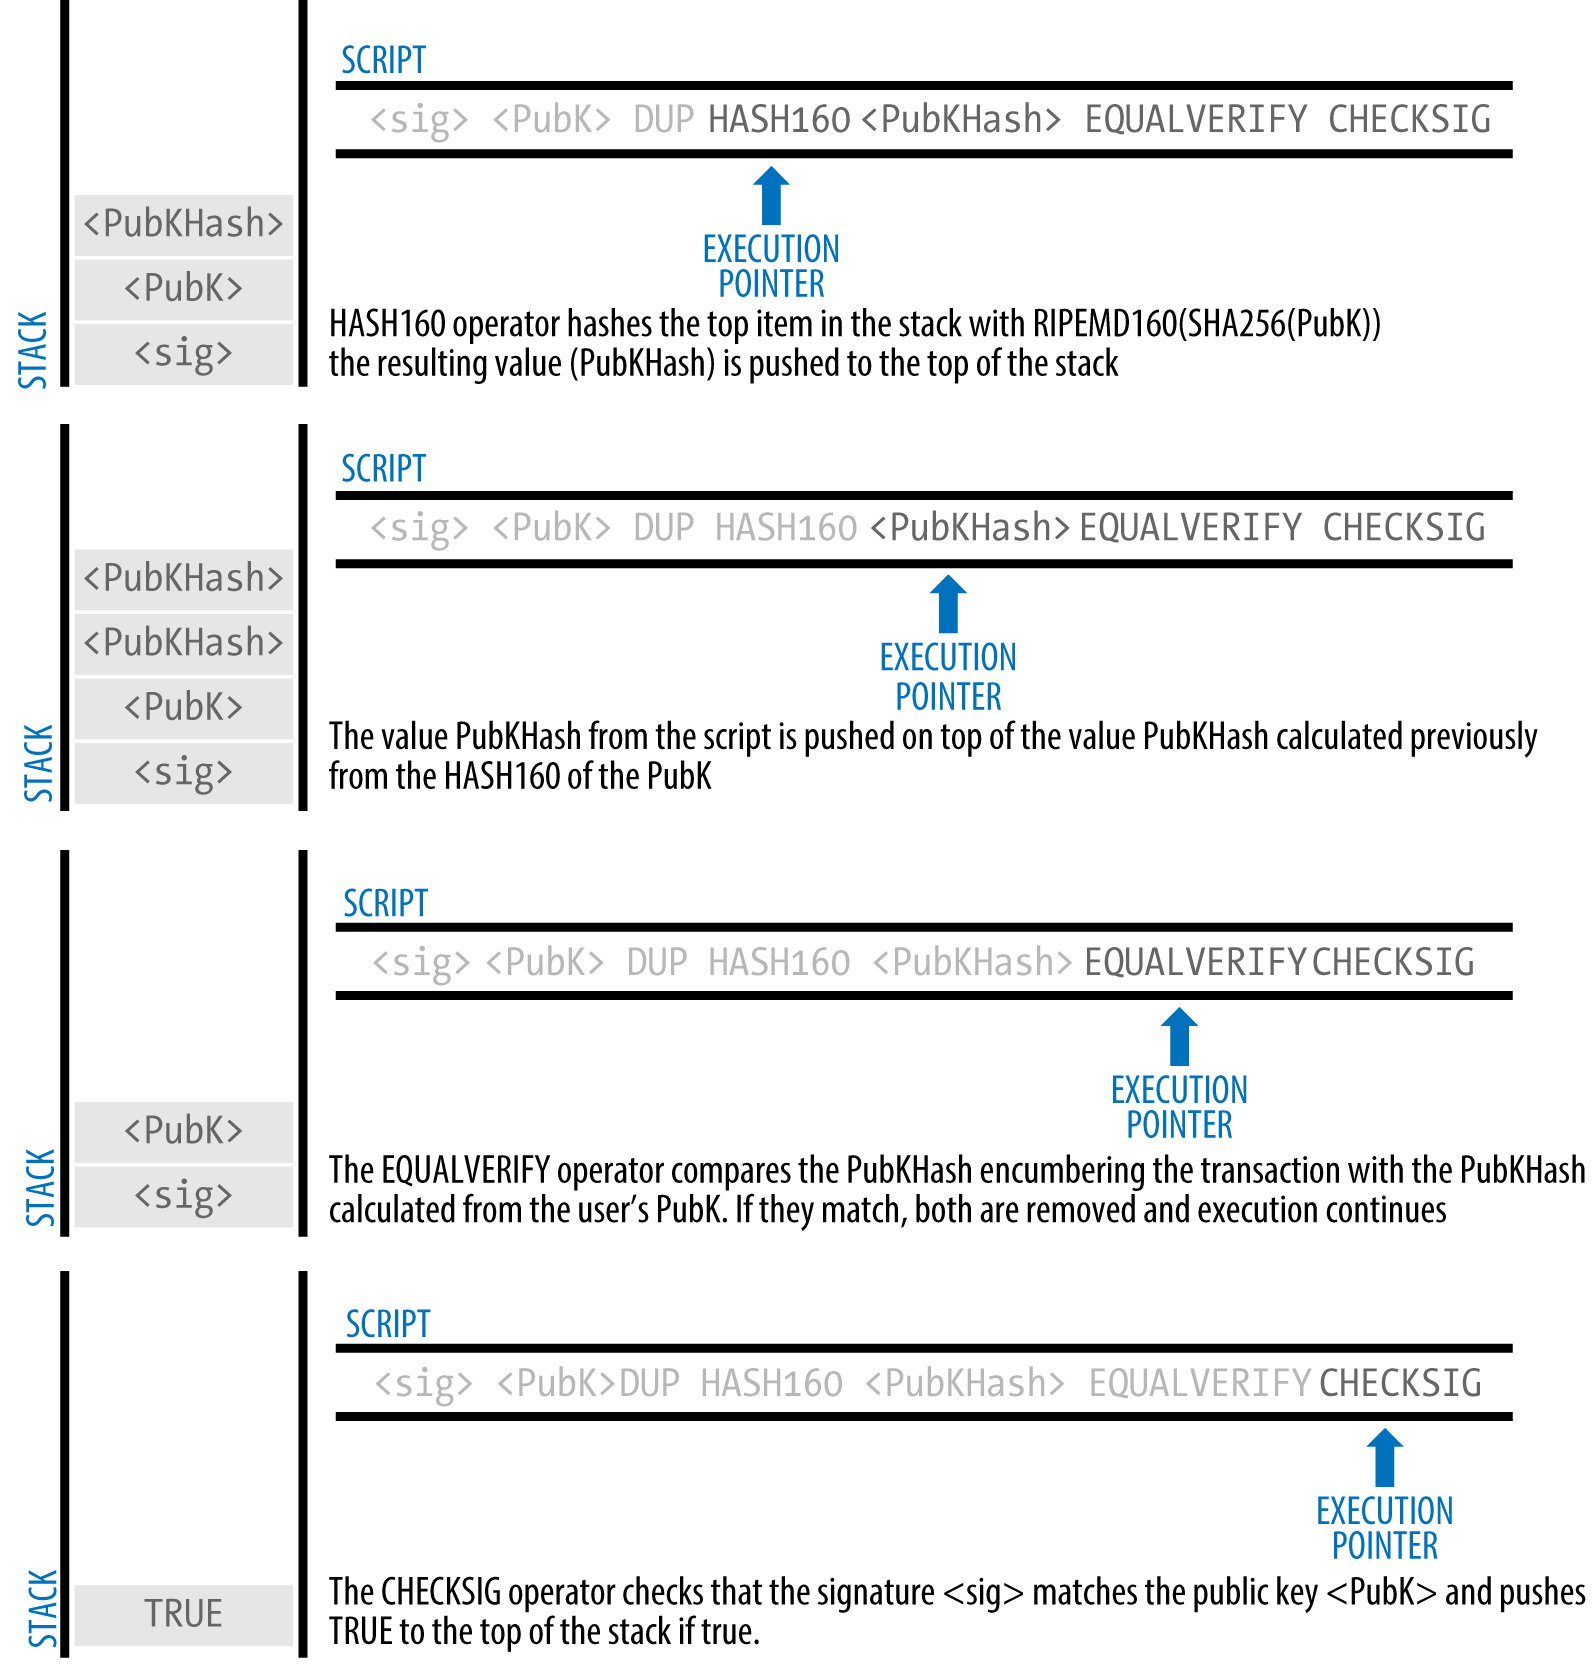 SCRIPT
<sig> <PubK> DUP HASH160 <PubKHash> EQUALVERIFY CHECKSIG
EXECUTION
POINTER
<PubKHash>
<PubK>
<sig>
STACK
HASH160 operator hashes the top item in the stack with RIPEMD160(SHA256(PubK))
the resulting value (PubKHash) is pushed to the top of the stack
SCRIPT
<sig> <PubK> DUP HASH160 <PubKHash> EQUALVERIFY CHECKSIG
EXECUTION
POINTER
<PubKHash>
<PubKHash>
<PubK>
<sig>
STACK
The value PubKHash from the script is pushed on top of the value PubKHash calculated previously
from the HASH160 of the PubK
SCRIPT
<sig> <PubK> DUP HASH160 <PubKHash> EQUALVERIFY CHECKSIG
EXECUTION
POINTER
<PubK>
<sig>
STACK
The EQUALVERIFY operator compares the PubKHash encumbering the transaction with the PubKHash
calculated from the user’s PubK. If they match, both are removed and execution continues
SCRIPT
<sig> <PubK> DUP HASH160 <PubKHash> EQUALVERIFY CHECKSIG
EXECUTION
POINTER
TRUE
STACK
The CHECKSIG operator checks that the signature <sig> matches the public key <PubK> and pushes
TRUE to the top of the stack if true.